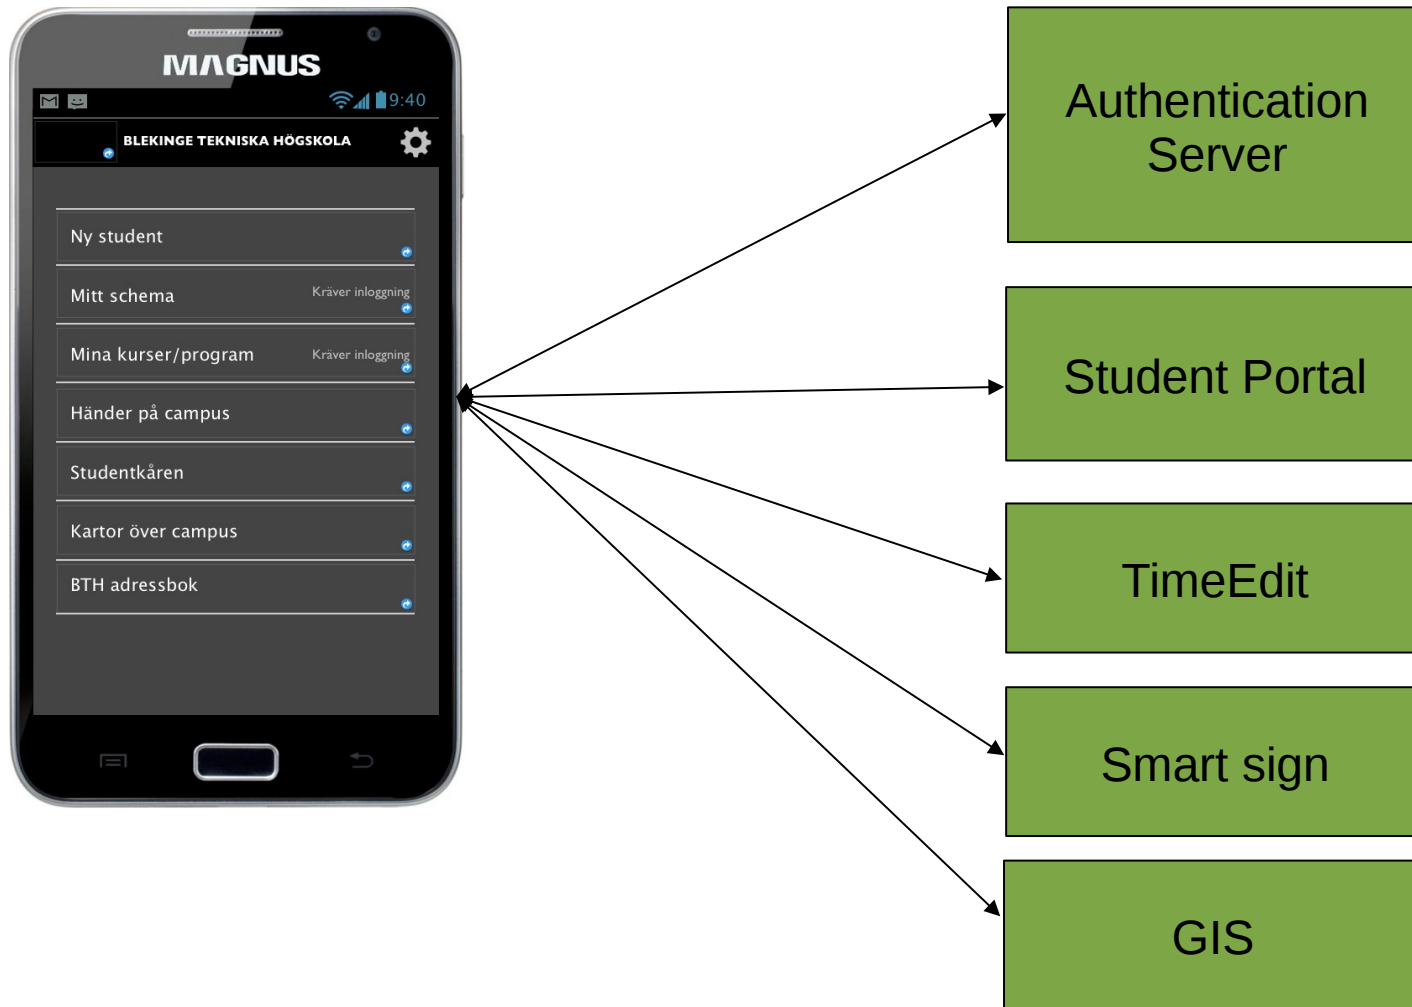 MAGNUS
9:40
BLEKINGE TEKNISKA HÖGSKOLA
Ny student
Mitt schema Kräver inloggning
Mina kurser/program Kräver inloggning
Händer på campus
Studentkåren
Kartor över campus
BTH adressbok
Authentication
Server
Student Portal
TimeEdit
Smart sign
GIS